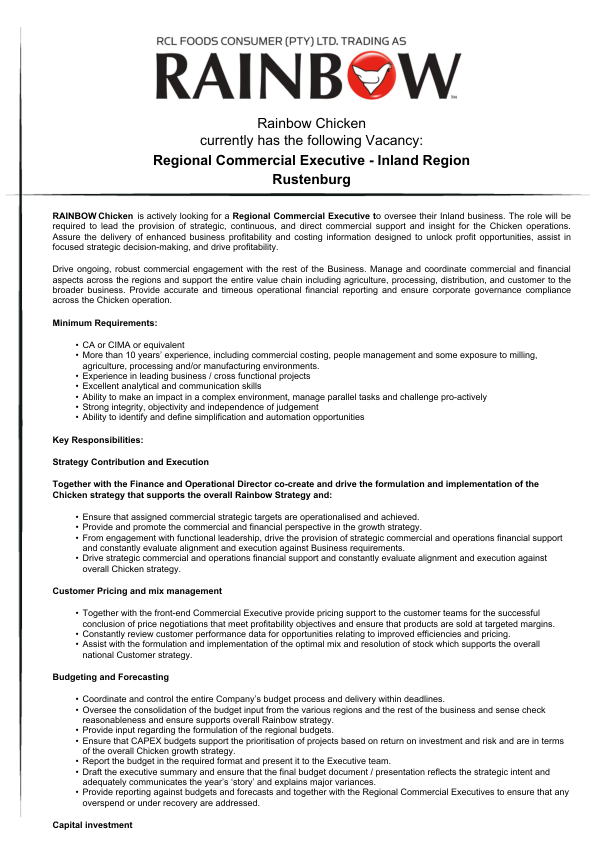 RCL FOODS CONSUMER (PTY) LTD. TRADING AS
RAINBOW
Rainbow Chicken
currently has the following Vacancy:
Regional Commercial Executive - Inland Region
Rustenburg
RAINBOW Chicken is actively looking for a Regional Commercial Executive to oversee their Inland business. The role will be
required to lead the provision of strategic, continuous, and direct commercial support and insight for the Chicken operations.
Assure the delivery of enhanced business profitability and costing information designed to unlock profit opportunities, assist in
focused strategic decision-making, and drive profitability.
Drive ongoing, robust commercial engagement with the rest of the Business. Manage and coordinate commercial and financial
aspects across the regions and support the entire value chain including agriculture, processing, distribution, and customer to the
broader business. Provide accurate and timeous operational financial reporting and ensure corporate governance compliance
across the Chicken operation.
Minimum Requirements:
• CA or CIMA or equivalent
• More than 10 years' experience, including commercial costing, people management and some exposure to milling,
agriculture, processing and/or manufacturing environments.
• Experience in leading business / cross functional projects
• Excellent analytical and communication skills
• Ability to make an impact in a complex environment, manage parallel tasks and challenge pro-actively
• Strong integrity, objectivity and independence of judgement
• Ability to identify and define simplification and automation opportunities
Key Responsibilities:
Strategy Contribution and Execution
Together with the Finance and Operational Director co-create and drive the formulation and implementation of the
Chicken strategy that supports the overall Rainbow Strategy and:
• Ensure that assigned commercial strategic targets are operationalised and achieved.
• Provide and promote the commercial and financial perspective in the growth strategy.
• From engagement with functional leadership, drive the provision of strategic commercial and operations financial support
and constantly evaluate alignment and execution against Business requirements.
• Drive strategic commercial and operations financial support and constantly evaluate alignment and execution against
overall Chicken strategy.
Customer Pricing and mix management
• Together with the front-end Commercial Executive provide pricing support to the customer teams for the successful
conclusion of price negotiations that meet profitability objectives and ensure that products are sold at targeted margins.
• Constantly review customer performance data for opportunities relating to improved efficiencies and pricing.
• Assist with the formulation and implementation of the optimal mix and resolution of stock which supports the overall
national Customer strategy.
Budgeting and Forecasting
• Coordinate and control the entire Company's budget process and delivery within deadlines.
• Oversee the consolidation of the budget input from the various regions and the rest of the business and sense check
reasonableness and ensure supports overall Rainbow strategy.
• Provide input regarding the formulation of the regional budgets.
• Ensure that CAPEX budgets support the prioritisation of projects based on return on investment and risk and are in terms
of the overall Chicken growth strategy.
• Report the budget in the required format and present it to the Executive team.
• Draft the executive summary and ensure that the final budget document / presentation reflects the strategic intent and
adequately communicates the year's 'story' and explains major variances.
• Provide reporting against budgets and forecasts and together with the Regional Commercial Executives to ensure that any
overspend or under recovery are addressed.
Capital investment